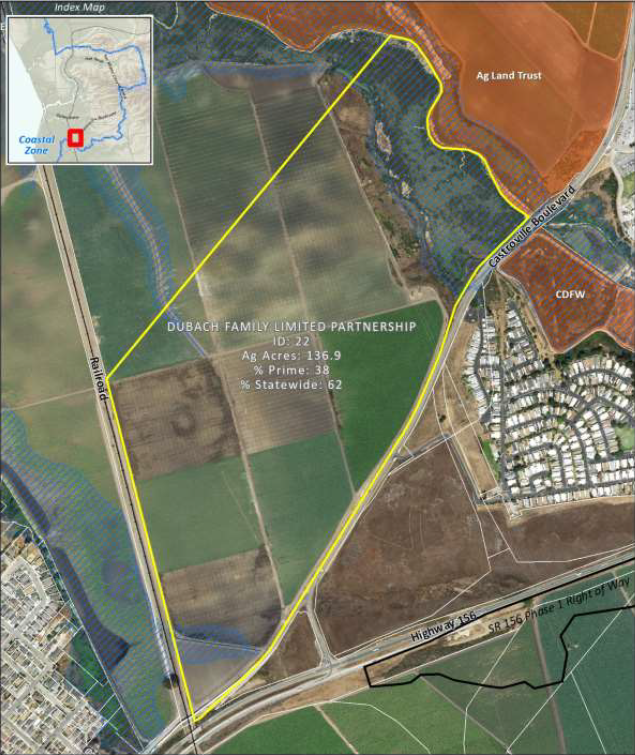 Index Map
Coastal
Zone
Ag Land Trust
Castroville Boulevard
CDFW
DUBACH FAMILY LIMITED PARTNERSHIP
ID: 22
Ag Acres: 136.9
% Prime: 38
% Statewide: 62
Railroad
Highway 156
SR 156 Phase 1 Right of Way